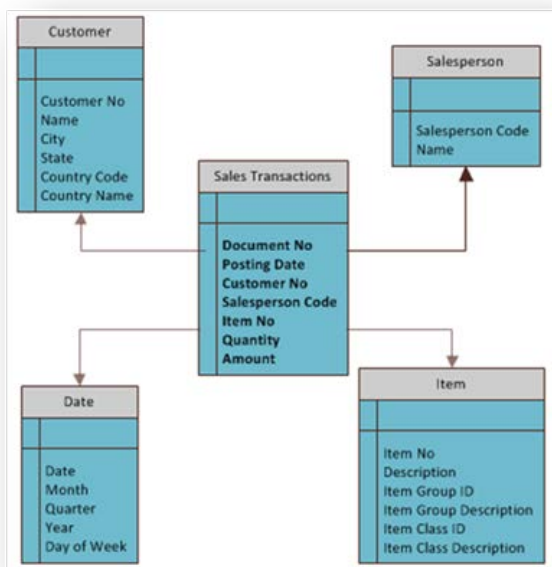 Customer
Customer No
Name
City
State
Country Code
Country Name
Salesperson
Salesperson Code
Name
Sales Transactions
Document No
Posting Date
Customer No
Salesperson Code
Item No
Quantity
Amount
Date
Date
Month
Quarter
Year
Day of Week
Item
Item No
Description
Item Group ID
Item Group Description
Item Class ID
Item Class Description